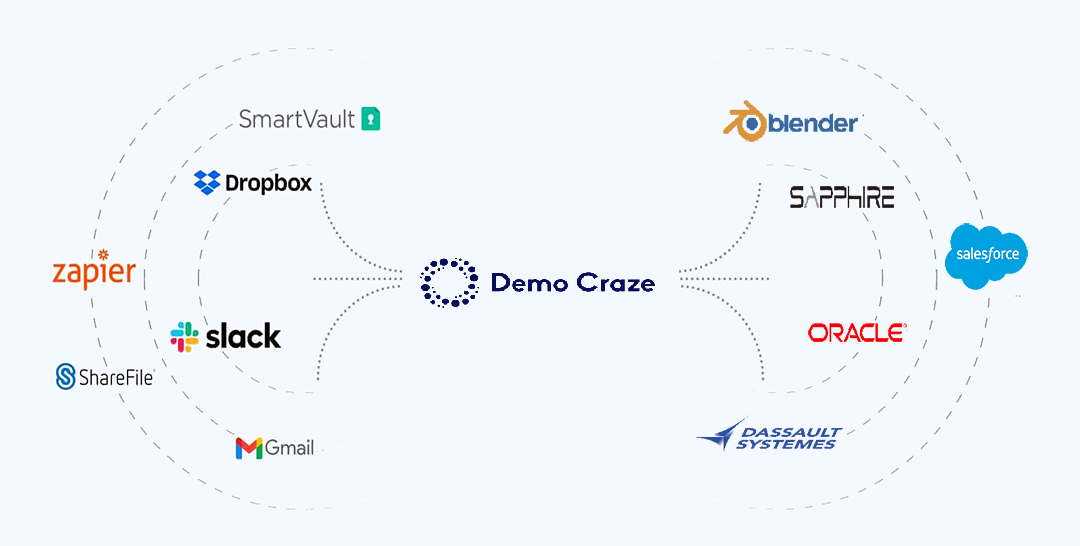 SmartVault
blender
Dropbox
SAPPHIRE
zapier
salesforce
Demo Craze
slack
ORACLE®
ShareFile
Gmail
DASSAULT
SYSTEMES